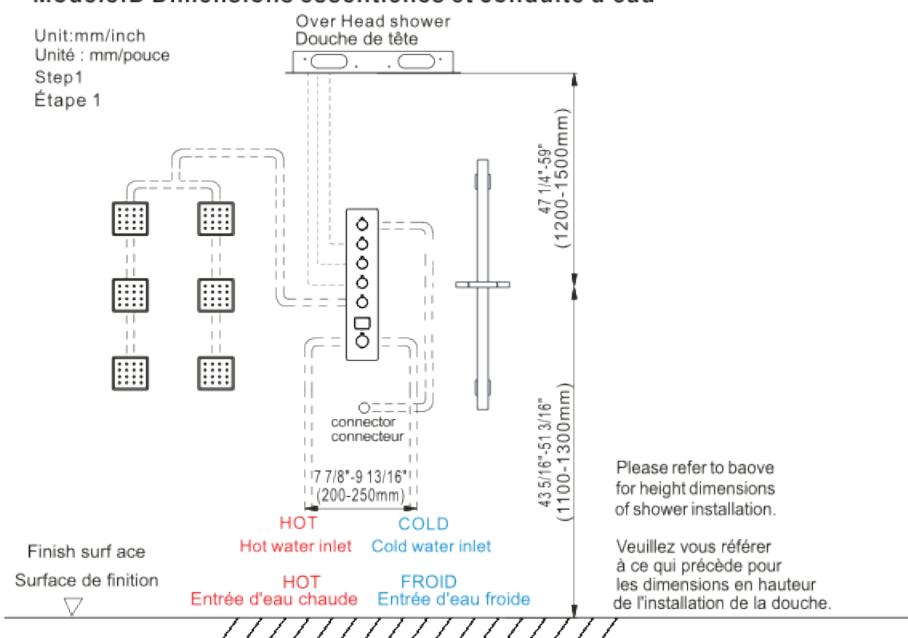 Unit:mm/inch
Unité : mm/pouce
Step1
Étape 1
Over Head shower
Douche de tête
47 1/4"-59"
(1200-1500mm)
43 5/16"-51 3/16"
(1100-1300mm)
connector
connecteur
7 7/8"-9 13/16"
(200-250mm)
HOT
Hot water inlet
COLD
Cold water inlet
HOT
Entrée d'eau chaude
FROID
Entrée d'eau froide
Finish surf ace
Surface de finition
Please refer to baove
for height dimensions
of shower installation.
Veuillez vous référer
à ce qui précède pour
les dimensions en hauteur
de l'installation de la douche.